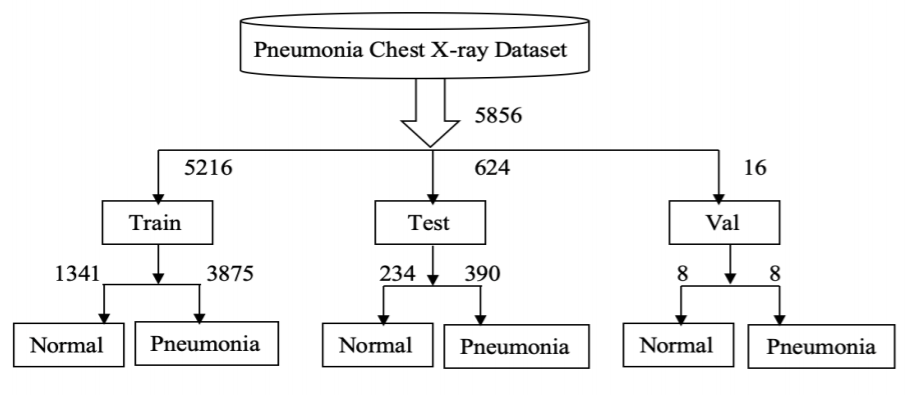 Pneumonia Chest X-ray Dataset
5856
5216 624 16
Train Test Val
1341 3875 234 390 8 8
Normal Pneumonia Normal Pneumonia Normal Pneumonia